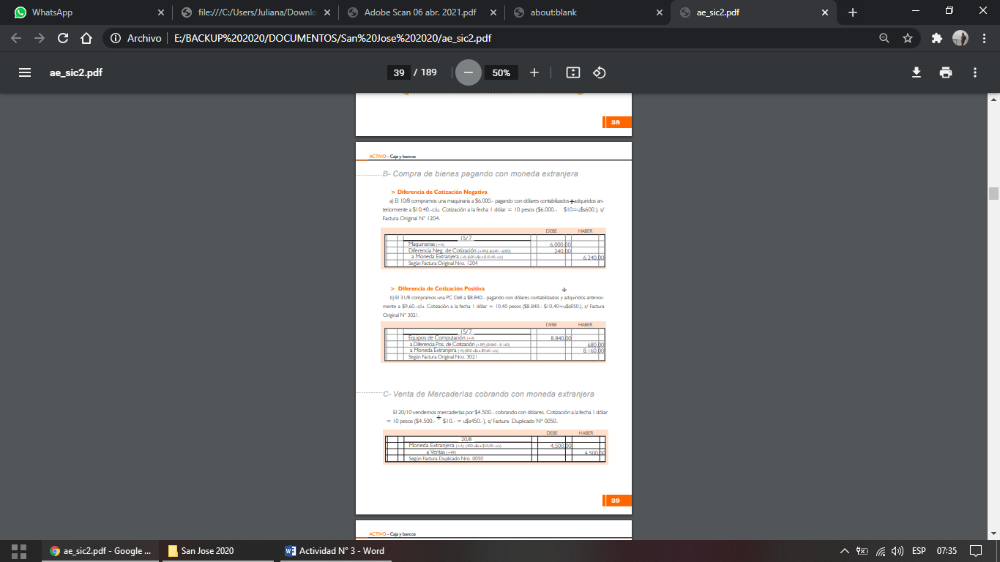 WhatsApp
file:///C:/Users/Juliana/Downlo
Adobe Scan 06 abr. 2021.pdf
about:blank
ae_sic2.pdf
Archivo
E:/BACKUP%202020/DOCUMENTOS/San%20Jose%202020/ae_sic2.pdf
ae_sic2.pdf
39 / 189
50%
38
ACTIVO - Caja y bancos
B- Compra de bienes pagando con moneda extranjera
> Diferencia de Cotización Negativa
a) El 10/8 compramos una maquinaria a $6.000.- pagando con dólares contabilizados ÷ adquiridos an-
teriormente a $10,40.-c/u. Cotización a la fecha 1 dólar = 10 pesos ($6.000.- $10=u$s600.), s/
Factura Original N° 1204.
DEBE HABER
15/7
Maquinarias (+A) 6.000,00
Diferencia Neg. de Cotización (+RN) (6240 - 6000) 240,00
a Moneda Extranjera (-A) (600 u$s a $10,40.-c/u) 6.240,00
Según Factura Original Nro. 1204
> Diferencia de Cotización Positiva ÷
b) El 31/8 compramos una PC Dell a $8.840.- pagando con dólares contabilizados y adquiridos anterior-
mente a $9,60.-c/u. Cotización a la fecha 1 dólar = 10,40 pesos ($8.840.- $10,40=u$s850.), s/ Factura
Original N° 3021.
DEBE HABER
15/7
Equipos de Computación (+A) 8.840,00
a Diferencia Pos. de Cotización (+RP) (8.840 - 8.160) 680,00
a Moneda Extranjera (-A) (850 u$s a $9,60.-c/u) 8.160,00
Según Factura Original Nro. 3021
C- Venta de Mercaderías cobrando con moneda extranjera
El 20/10 vendemos mercaderías por $4.500.- cobrando con dólares. Cotización a la fecha 1 dólar
= 10 pesos ($4.500.- ÷ $10.- = u$s450.-), s/ Factura Duplicado N° 0050.
DEBE HABER
20/8
Moneda Extranjera (+A) (450 u$s a $10.00.-c/u) 4.500,00
a Ventas (+RP) 4.500,00
Según Factura Duplicado Nro. 0050
39
ACTIVO - Caja y bancos
ae_sic2.pdf - Google ...
San Jose 2020
Actividad N° 3 - Word
ESP
07:35